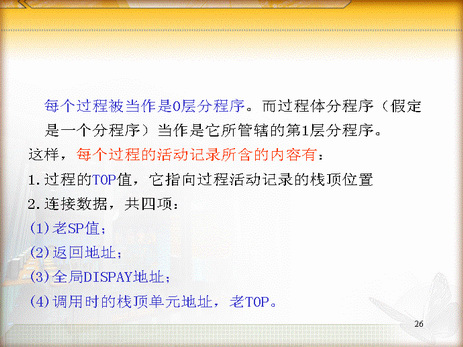 每个过程被当作是0层分程序。而过程体分程序（假定
是一个分程序）当作是它所管辖的第1层分程序。
这样，每个过程的活动记录所含的内容有：
1.过程的TOP值，它指向过程活动记录的栈顶位置
2.连接数据，共四项：
(1)老SP值；
(2)返回地址；
(3)全局DISPAY地址；
(4)调用时的栈顶单元地址，老TOP。
26